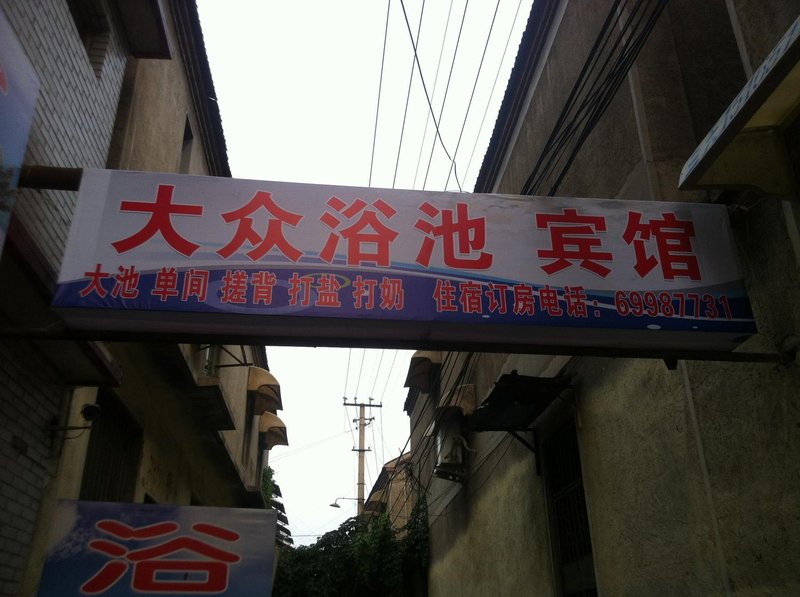 大众浴池 宾馆
大池 单间 搓背 打盐 打奶 住宿订房电话：69987731
浴